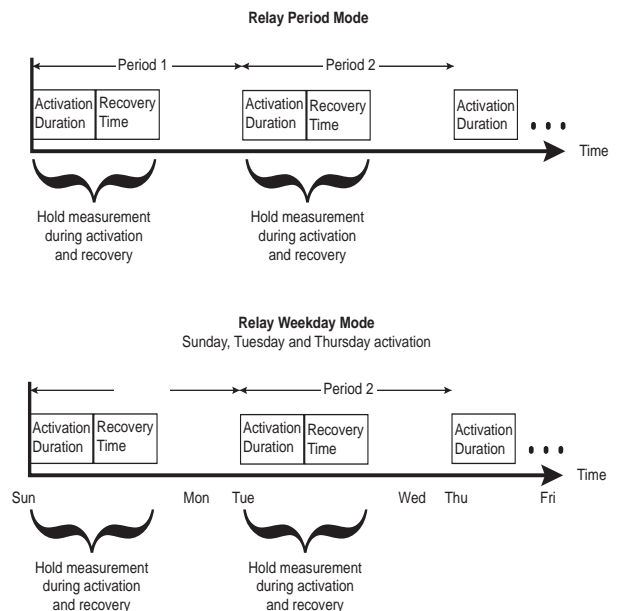 Relay Period Mode
Period 1
Period 2
Activation Duration
Recovery Time
Activation Duration
Recovery Time
Activation Duration
• • •
Time
Hold measurement
during activation
and recovery
Hold measurement
during activation
and recovery
Relay Weekday Mode
Sunday, Tuesday and Thursday activation
Period 2
Activation Duration
Recovery Time
Activation Duration
Recovery Time
Activation Duration
• • •
Time
Sun Mon Tue Wed Thu Fri
Hold measurement
during activation
and recovery
Hold measurement
during activation
and recovery